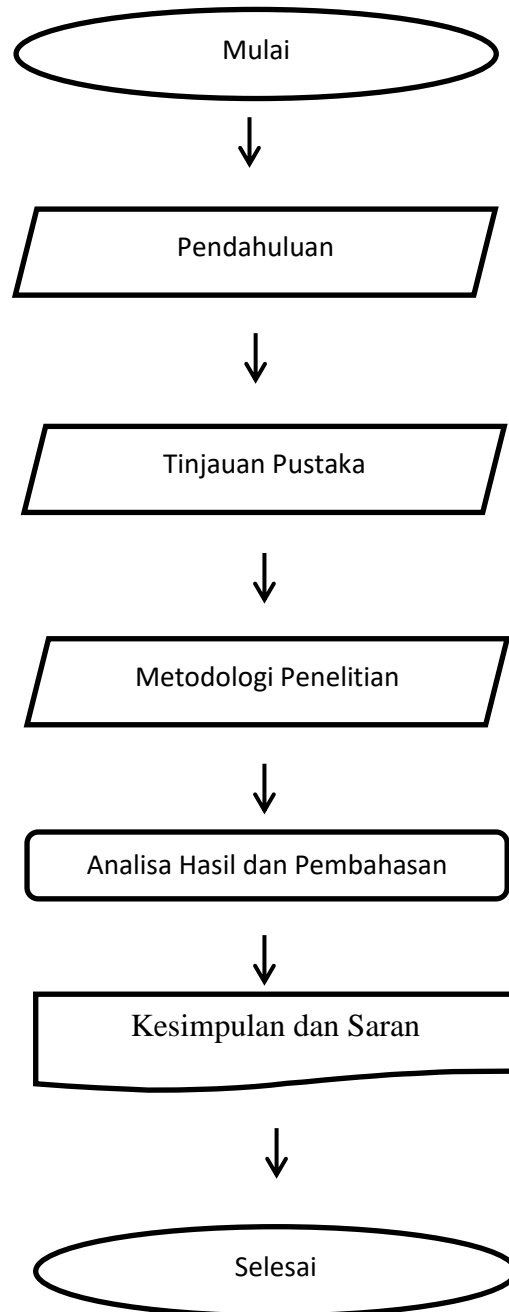 Mulai
Pendahuluan
Tinjauan Pustaka
Metodologi Penelitian
Analisa Hasil dan Pembahasan
Kesimpulan dan Saran
Selesai